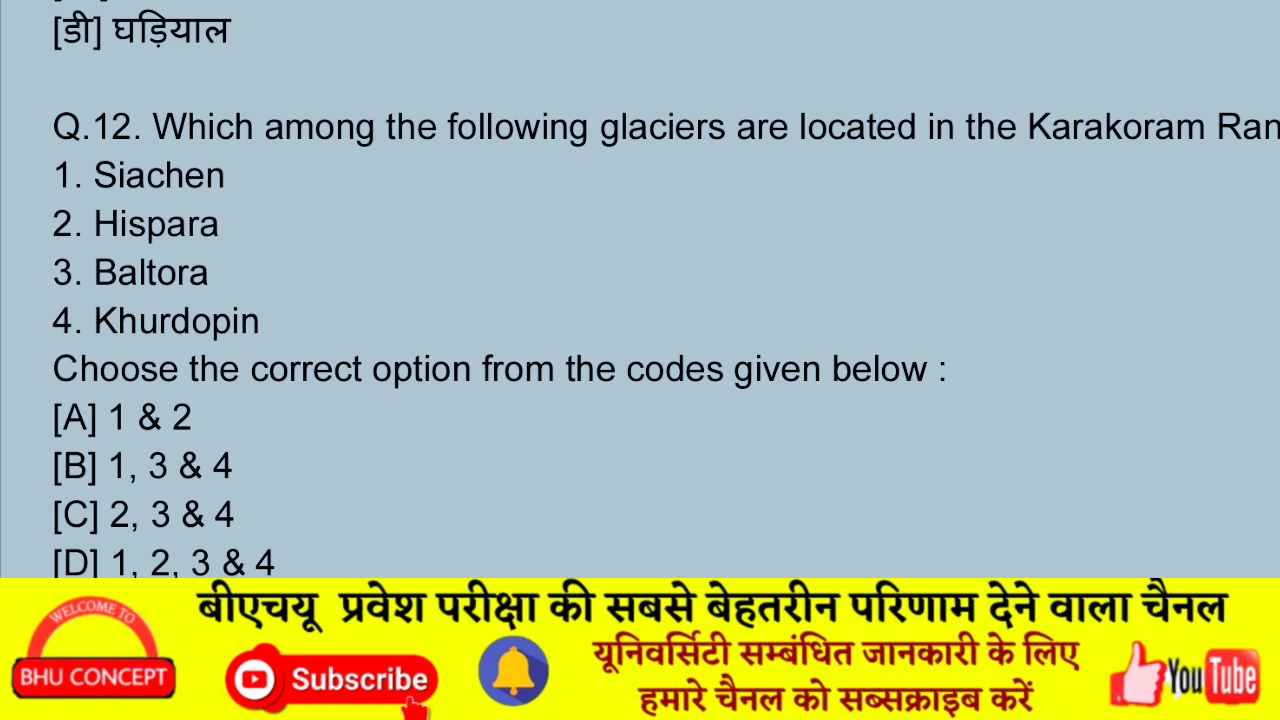 [डी] घड़ियाल
Q.12. Which among the following glaciers are located in the Karakoram Ran
1. Siachen
2. Hispara
3. Baltora
4. Khurdopin
Choose the correct option from the codes given below :
[A] 1 & 2
[B] 1, 3 & 4
[C] 2, 3 & 4
[D] 1, 2, 3 & 4
बीएचयू प्रवेश परीक्षा की सबसे बेहतरीन परिणाम देने वाला चैनल
WELCOME TO
BHU CONCEPT
Subscribe
यूनिवर्सिटी सम्बंधित जानकारी के लिए
हमारे चैनल को सब्सक्राइब करें
YouTube